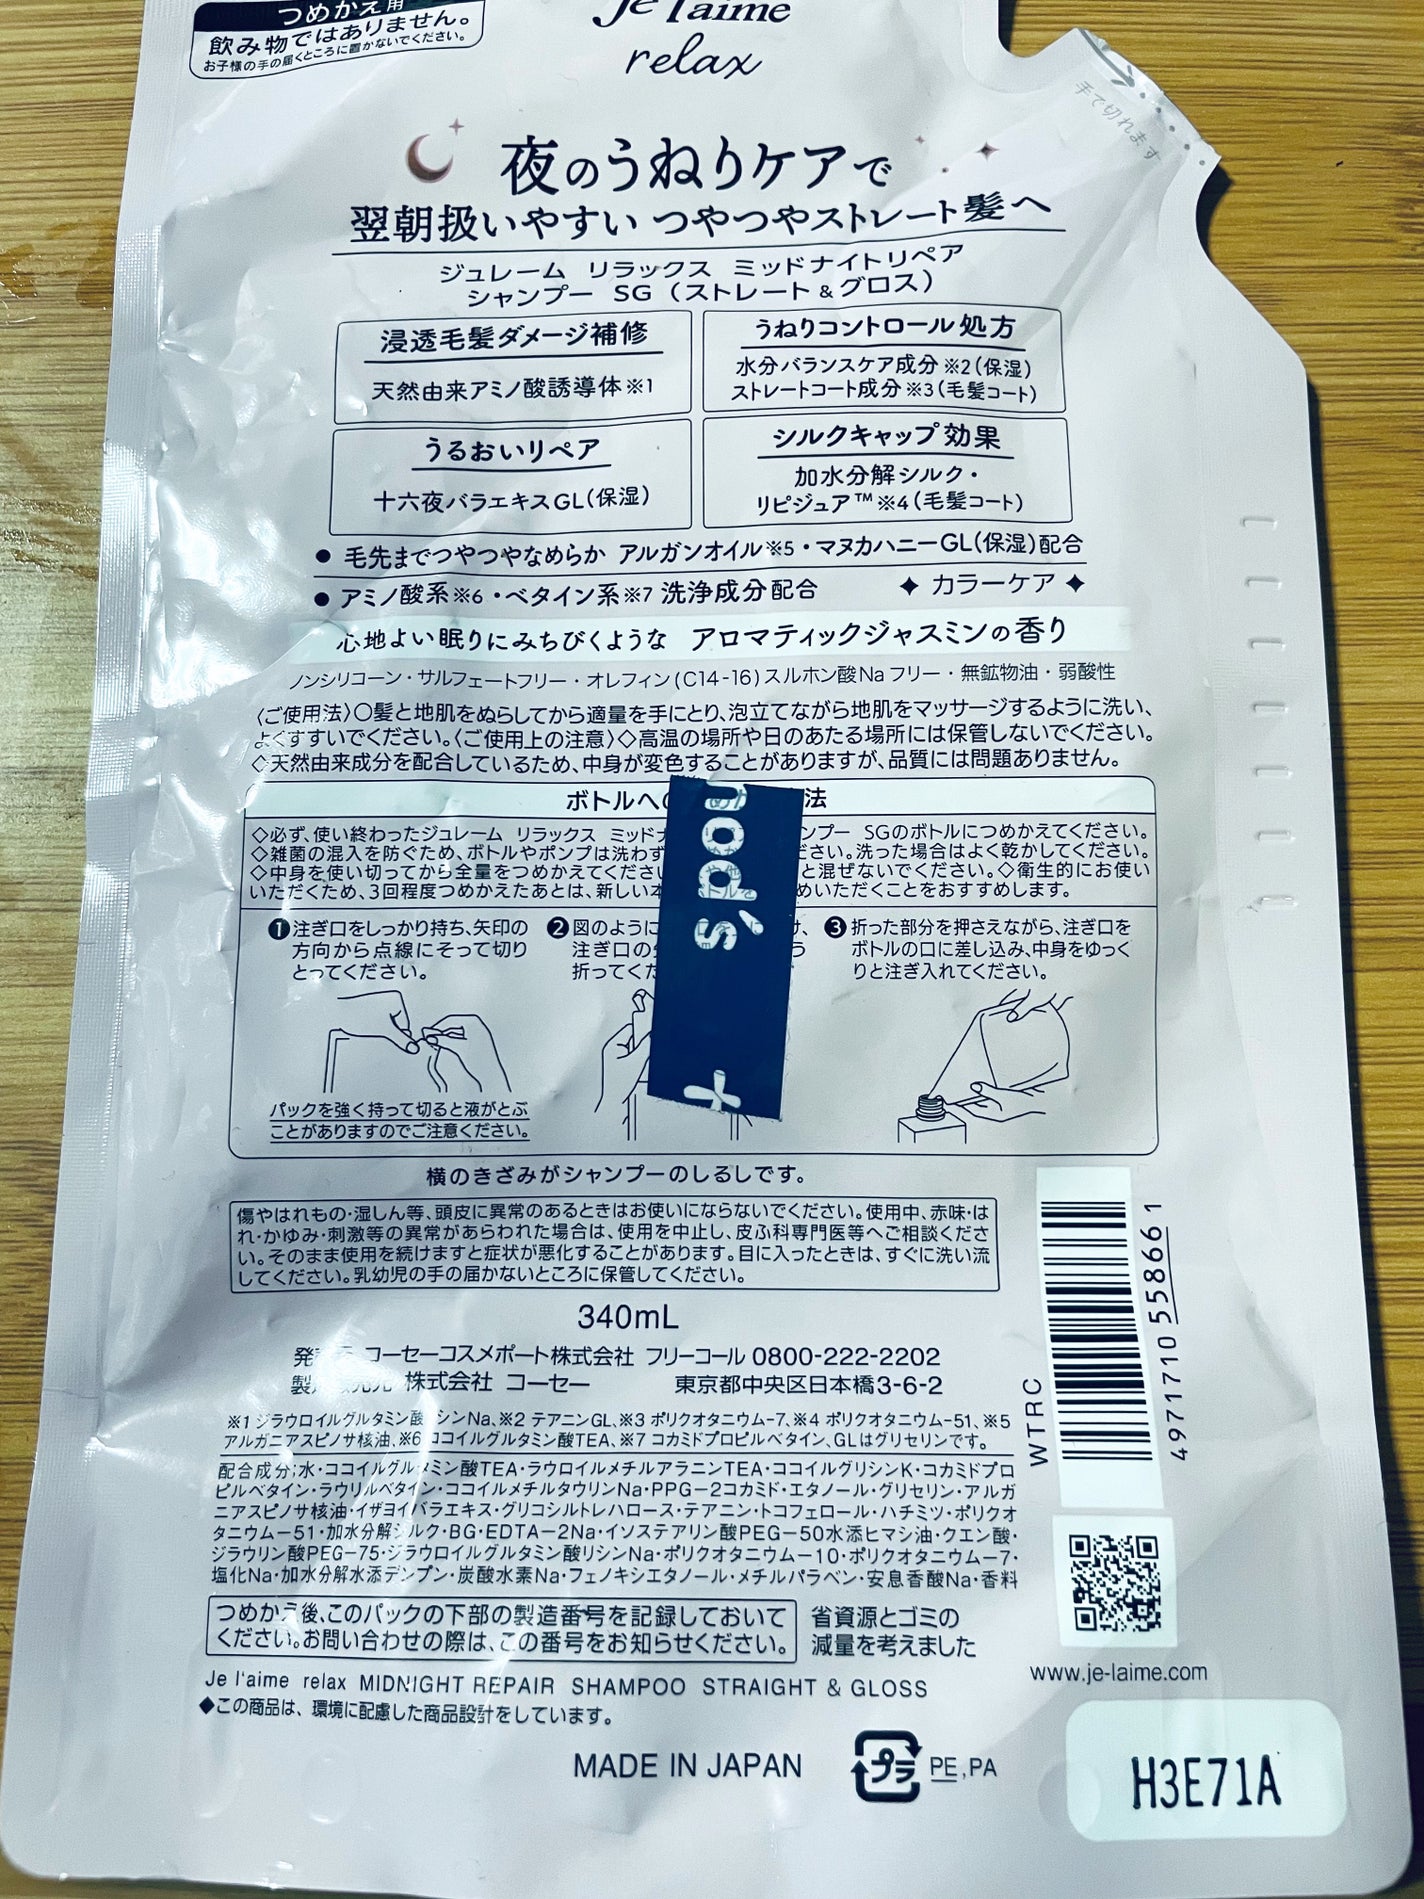 つめかえ用
飲み物ではありません。
お子様の手の届くところに置かないでください。
Je l'aime
relax
手で切れます
夜のうねりケアで
翌朝扱いやすい つやつやストレート髪へ
ジュレーム リラックス ミッドナイトリペア
シャンプー SG (ストレート&グロス)
浸透毛髪ダメージ補修
天然由来アミノ酸誘導体※1
うねりコントロール処方
水分バランスケア成分※2(保湿)
ストレートコート成分※3(毛髪コート)
うるおいリペア
十六夜バラエキスGL(保湿)
シルクキャップ効果
加水分解シルク・
リピジュア™※4(毛髪コート)
● 毛先までつやつやなめらか アルガンオイル※5・マヌカハニーGL(保湿)配合
● アミノ酸系※6・ベタイン系※7 洗浄成分配合 ✦ カラーケア ✦
心地よい眠りにみちびくような アロマティックジャスミンの香り
ノンシリコーン・サルフェートフリー・オレフィン(C14-16)スルホン酸Naフリー・無鉱物油・弱酸性
〈ご使用法〉○髪と地肌をぬらしてから適量を手にとり、泡立てながら地肌をマッサージするように洗い、
よくすすいでください。〈ご使用上の注意〉◇高温の場所や日のあたる場所には保管しないでください。
◇天然由来成分を配合しているため、中身が変色することがありますが、品質には問題ありません。
ボトルへ 法
◇必ず、使い終わったジュレーム リラックス ミッド ンプー SGのボトルにつめかえてください。
◇雑菌の混入を防ぐため、ボトルやポンプは洗わず ださい。洗った場合はよく乾かしてください。
◇中身を使い切ってから全量をつめかえてくださ と混ぜないでください。◇衛生的にお使い
いただくため、3回程度つめかえたあとは、新しい めいただくことをおすすめします。
nod's
+
❶注ぎ口をしっかり持ち、矢印の
方向から点線にそって切り
とってください。
❷図のように
注ぎ口の う
折ってくだ
❸折った部分を押さえながら、注ぎ口を
ボトルの口に差し込み、中身をゆっく
りと注ぎ入れてください。
パックを強く持って切ると液がとぶ
ことがありますのでご注意ください。
横のきざみがシャンプーのしるしです。
傷やはれもの・湿しん等、頭皮に異常のあるときはお使いにならないでください。使用中、赤味・は
れ・かゆみ・刺激等の異常があらわれた場合は、使用を中止し、皮ふ科専門医等へご相談くださ
い。そのまま使用を続けますと症状が悪化することがあります。目に入ったときは、すぐに洗い流
してください。乳幼児の手の届かないところに保管してください。
340mL
発 元 コーセーコスメポート株式会社 フリーコール 0800-222-2202
製 発売元 株式会社 コーセー 東京都中央区日本橋3-6-2
※1 ジラウロイルグルタミン酸 シンNa、※2 テアニンGL、※3 ポリクオタニウム-7、※4 ポリクオタニウム-51、※5
アルガニアスピノサ核油、※6 ココイルグルタミン酸TEA、※7 コカミドプロピルベタイン、GLはグリセリンです。
配合成分;水・ココイルグルタミン酸TEA・ラウロイルメチルアラニンTEA・ココイルグリシンK・コカミドプロ
ピルベタイン・ラウリルベタイン・ココイルメチルタウリンNa・PPG-2コカミド・エタノール・グリセリン・アルガ
ニアスピノサ核油・イザヨイバラエキス・グリコシルトレハロース・テアニン・トコフェロール・ハチミツ・ポリクオ
タニウム-51・加水分解シルク・BG・EDTA-2Na・イソステアリン酸PEG-50水添ヒマシ油・クエン酸・
ジラウリン酸PEG-75・ジラウロイルグルタミン酸リシンNa・ポリクオタニウム-10・ポリクオタニウム-7・
塩化Na・加水分解水添デンプン・炭酸水素Na・フェノキシエタノール・メチルパラベン・安息香酸Na・香料
WTRC
4971710 558661
つめかえ後、このパックの下部の製造番号を記録しておいて
ください。お問い合わせの際は、この番号をお知らせください。
省資源とゴミの
減量を考えました
www.je-laime.com
Je l'aime relax MIDNIGHT REPAIR SHAMPOO STRAIGHT & GLOSS
◆この商品は、環境に配慮した商品設計をしています。
MADE IN JAPAN
プラ
PE,PA
H3E71A